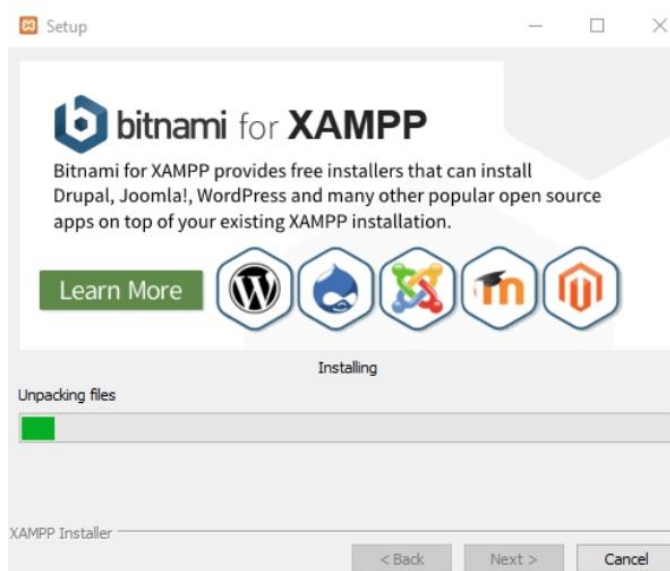 Setup
bitnami for XAMPP
Bitnami for XAMPP provides free installers that can install
Drupal, Joomla!, WordPress and many other popular open source
apps on top of your existing XAMPP installation.
Learn More
Installing
Unpacking files
XAMPP Installer
< Back Next > Cancel